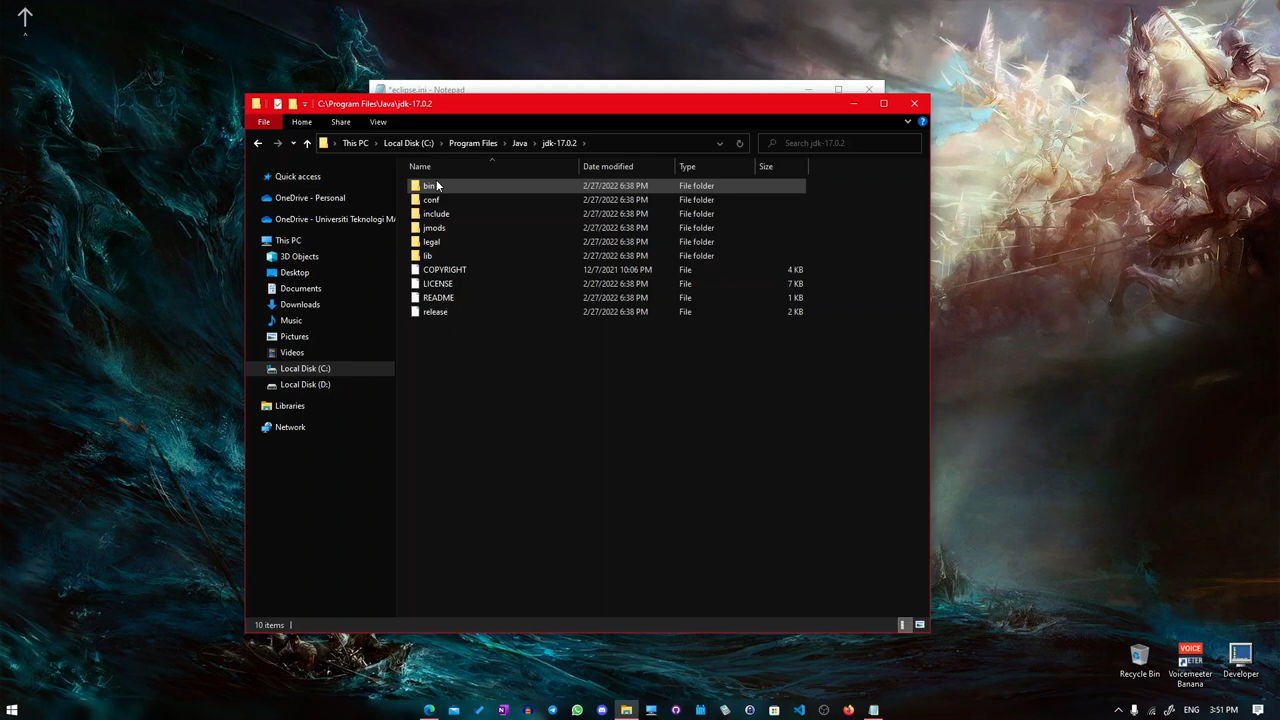 ^
*eclipse.ini - Notepad
C:\Program Files\Java\jdk-17.0.2
File Home Share View
This PC > Local Disk (C:) > Program Files > Java > jdk-17.0.2 >
Search jdk-17.0.2
Name Date modified Type Size
Quick access
OneDrive - Personal
OneDrive - Universiti Teknologi MA
This PC
3D Objects
Desktop
Documents
Downloads
Music
Pictures
Videos
Local Disk (C:)
Local Disk (D:)
Libraries
Network
bin 2/27/2022 6:38 PM File folder
conf 2/27/2022 6:38 PM File folder
include 2/27/2022 6:38 PM File folder
jmods 2/27/2022 6:38 PM File folder
legal 2/27/2022 6:38 PM File folder
lib 2/27/2022 6:38 PM File folder
COPYRIGHT 12/7/2021 10:06 PM File 4 KB
LICENSE 2/27/2022 6:38 PM File 7 KB
README 2/27/2022 6:38 PM File 1 KB
release 2/27/2022 6:38 PM File 2 KB
10 items
VOICE
METER
Recycle Bin
Voicemeeter
Banana
Developer
ENG 3:51 PM